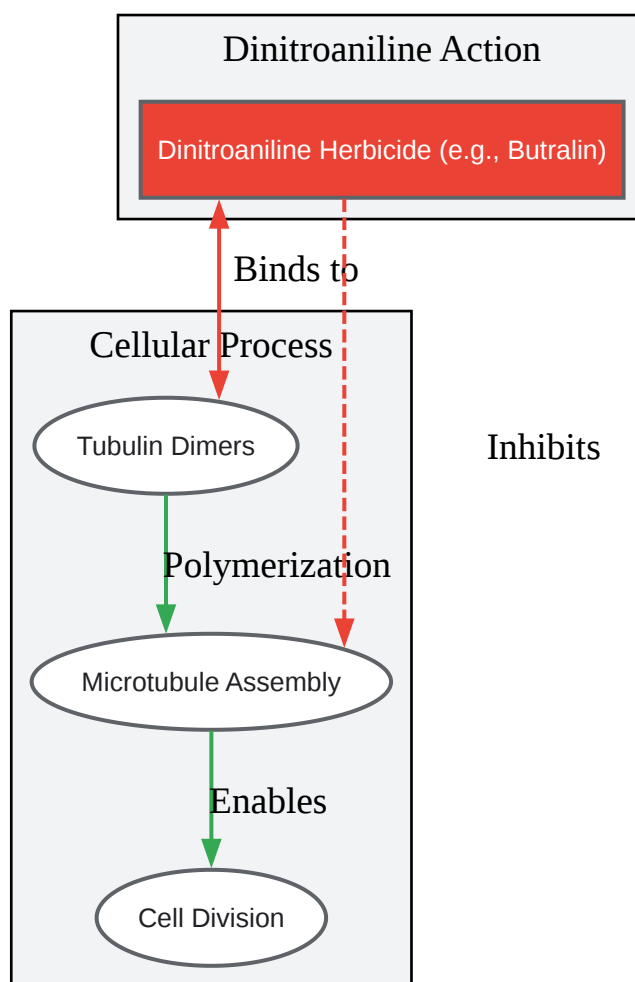 Dinitroaniline Action
Dinitroaniline Herbicide (e.g., Butralin)
Binds to
Cellular Process
Tubulin Dimers
Inhibits
Polymerization
Microtubule Assembly
Enables
Cell Division